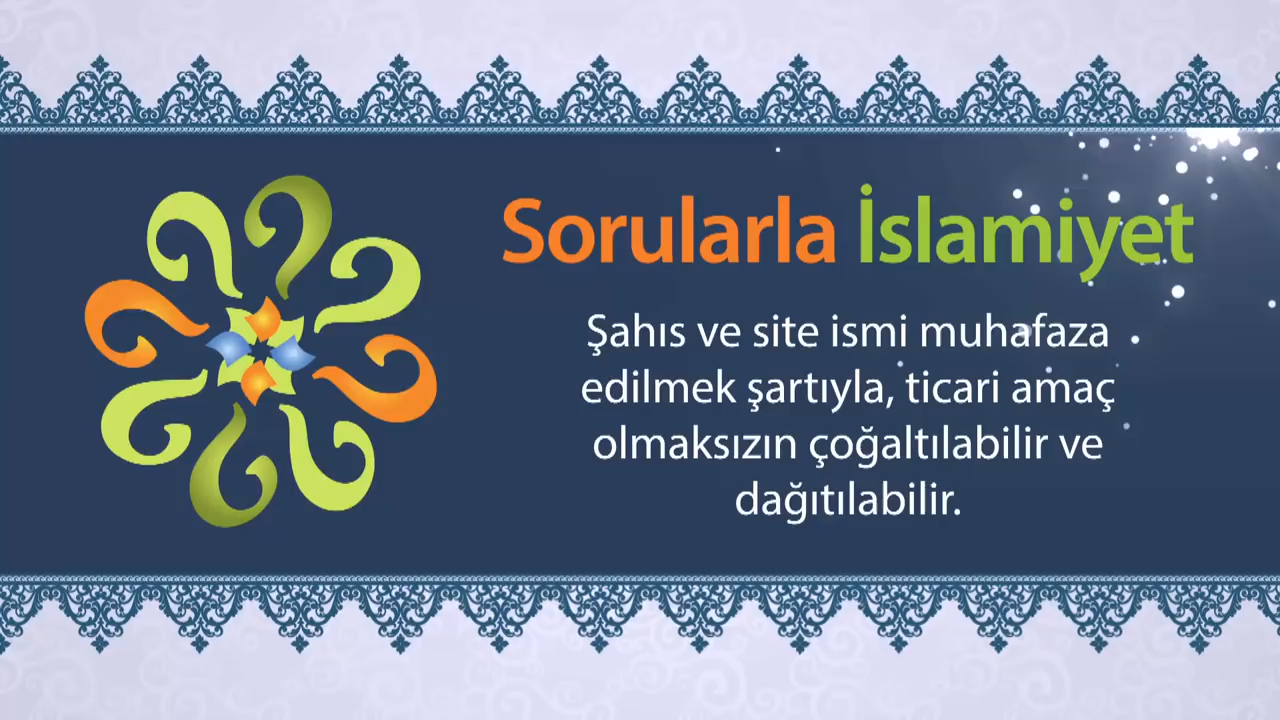 Sorularla İslamiyet
Şahıs ve site ismi muhafaza
edilmek şartıyla, ticari amaç
olmaksızın çoğaltılabilir ve
dağıtılabilir.